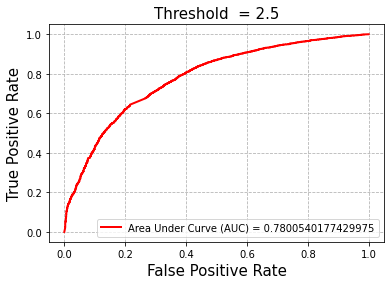 Threshold  = 2.5
True Positive Rate
1.0
0.8
0.6
0.4
0.2
0.0
Area Under Curve (AUC) = 0.7800540177429975
0.0 0.2 0.4 0.6 0.8 1.0
False Positive Rate